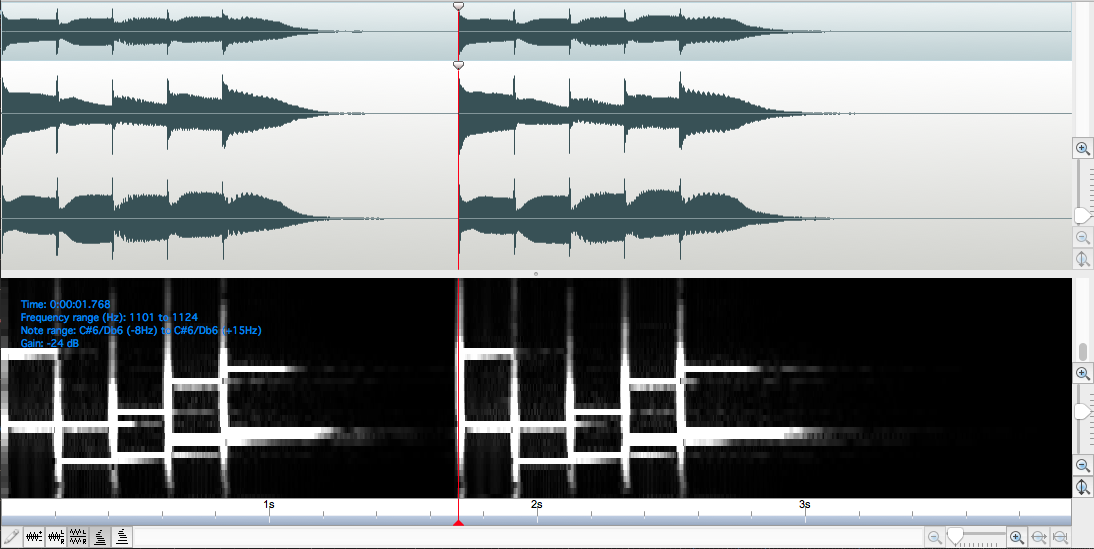 Time: 0:00:01.768
Frequency range (Hz): 1101 to 1124
Note range: C#6/Db6 (-8Hz) to C#6/Db6 (+15Hz)
Gain: -24 dB
1s 2s 3s